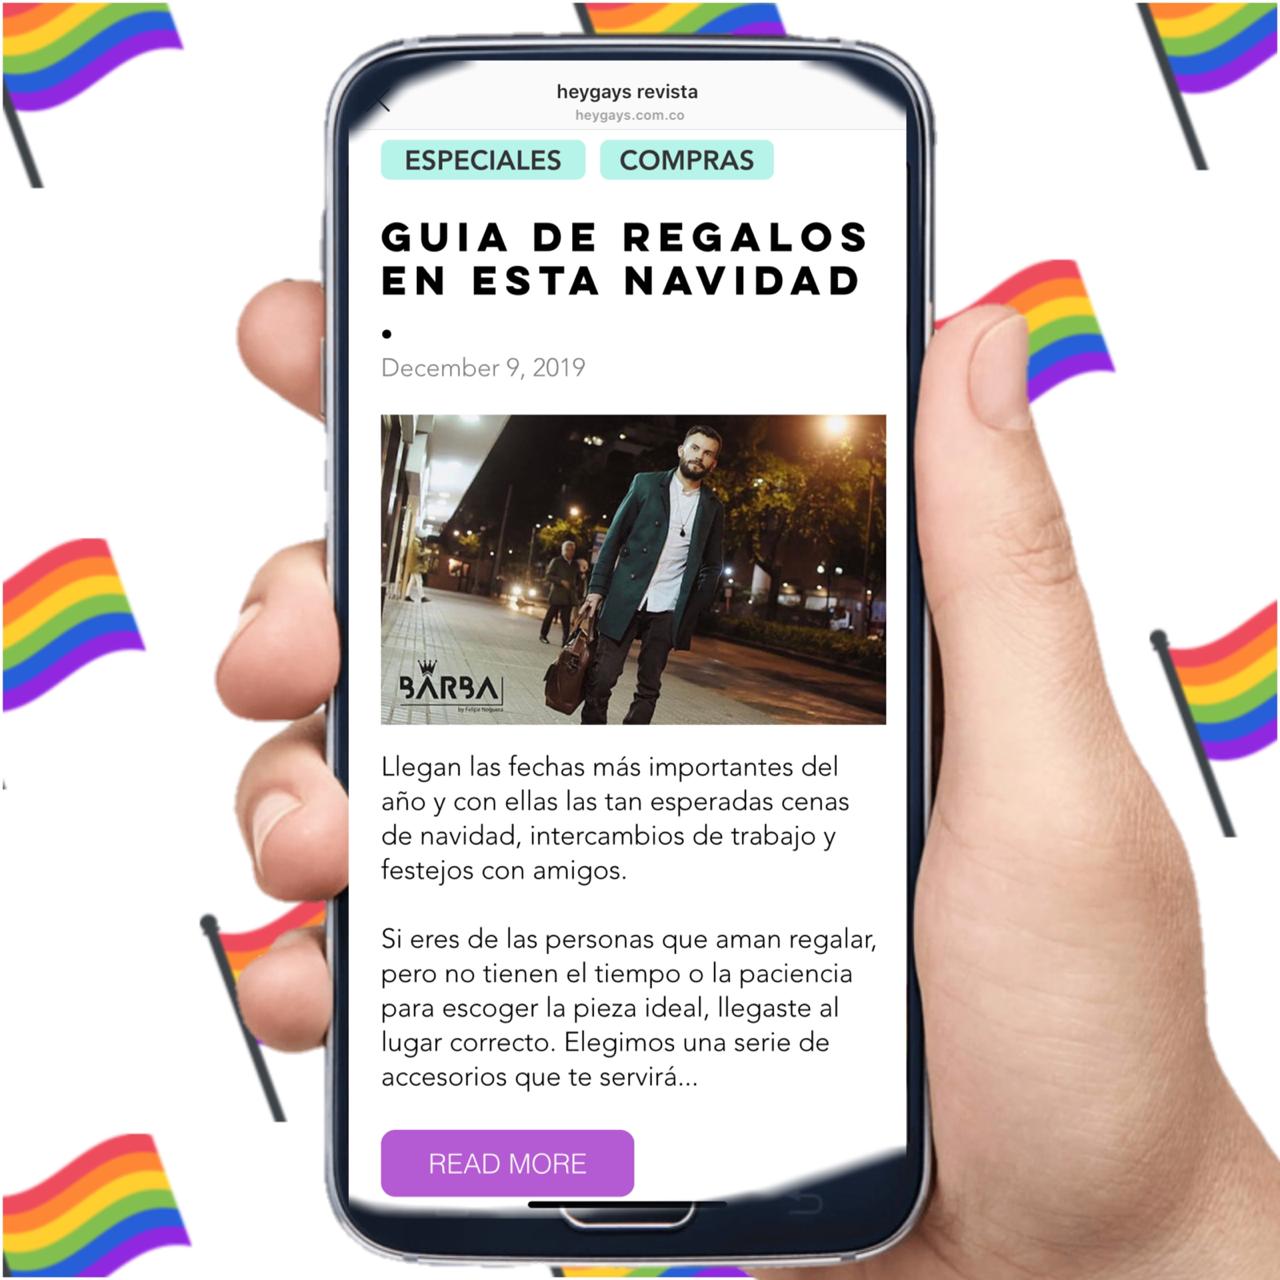 heygays revista
heygays.com.co
ESPECIALES
COMPRAS
GUIA DE REGALOS
EN ESTA NAVIDAD
.
December 9, 2019
BARBA
by Felipe Noguera
Llegan las fechas más importantes del
año y con ellas las tan esperadas cenas
de navidad, intercambios de trabajo y
festejos con amigos.
Si eres de las personas que aman regalar,
pero no tienen el tiempo o la paciencia
para escoger la pieza ideal, llegaste al
lugar correcto. Elegimos una serie de
accesorios que te servirá...
READ MORE